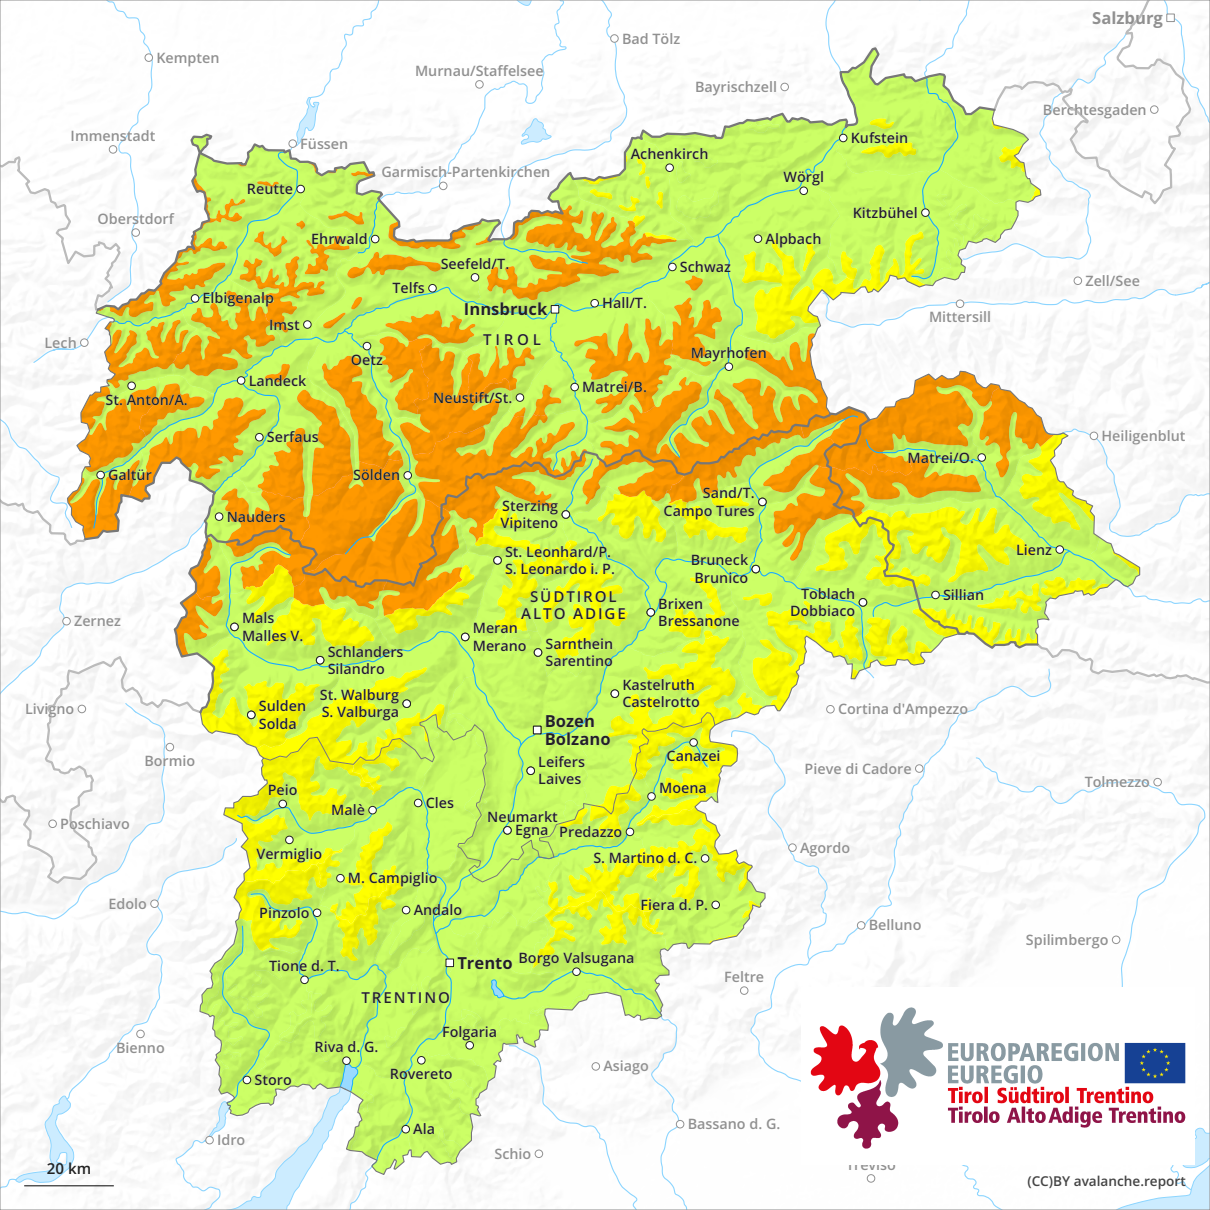 Salzburg
Bad Tölz
Kempten
Murnau/Staffelsee
Bayrischzell
Berchtesgaden
Immenstadt
Füssen
Kufstein
Achenkirch
Garmisch-Partenkirchen
Wörgl
Reutte
Oberstdorf
Kitzbühel
Ehrwald
Alpbach
Seefeld/T.
Schwaz
Zell/See
Telfs
Elbigenalp
Innsbruck
Hall/T.
Mittersill
Imst
TIROL
Lech
Oetz
Mayrhofen
Landeck
St. Anton/A.
Neustift/St.
Matrei/B.
Serfaus
Heiligenblut
Matrei/O.
Galtür
Sölden
Nauders
Sterzing
Vipiteno
Sand/T.
Campo Tures
St. Leonhard/P.
S. Leonardo i. P.
Bruneck
Brunico
Lienz
SÜDTIROL
ALTO ADIGE
Toblach
Dobbiaco
Sillian
Brixen
Bressanone
Zernez
Mals
Malles V.
Meran
Merano
Sarnthein
Sarentino
Schlanders
Silandro
Kastelruth
Castelrotto
St. Walburg
S. Valburga
Livigno
Sulden
Solda
Cortina d'Ampezzo
Bozen
Bolzano
Bormio
Canazei
Leifers
Laives
Pieve di Cadore
Tolmezzo
Peio
Moena
Malè
Cles
Poschiavo
Neumarkt
Egna
Predazzo
Vermiglio
Agordo
S. Martino d. C.
M. Campiglio
Edolo
Pinzolo
Andalo
Fiera d. P.
Belluno
Spilimbergo
Trento
Borgo Valsugana
Tione d. T.
Feltre
TRENTINO
Bienno
Folgaria
Riva d. G.
Rovereto
Asiago
Storo
EUROPAREGION
EUREGIO
Tirol Südtirol Trentino
Tirolo Alto Adige Trentino
Idro
Ala
Bassano d. G.
Schio
Treviso
20 km
(CC)BY avalanche.report